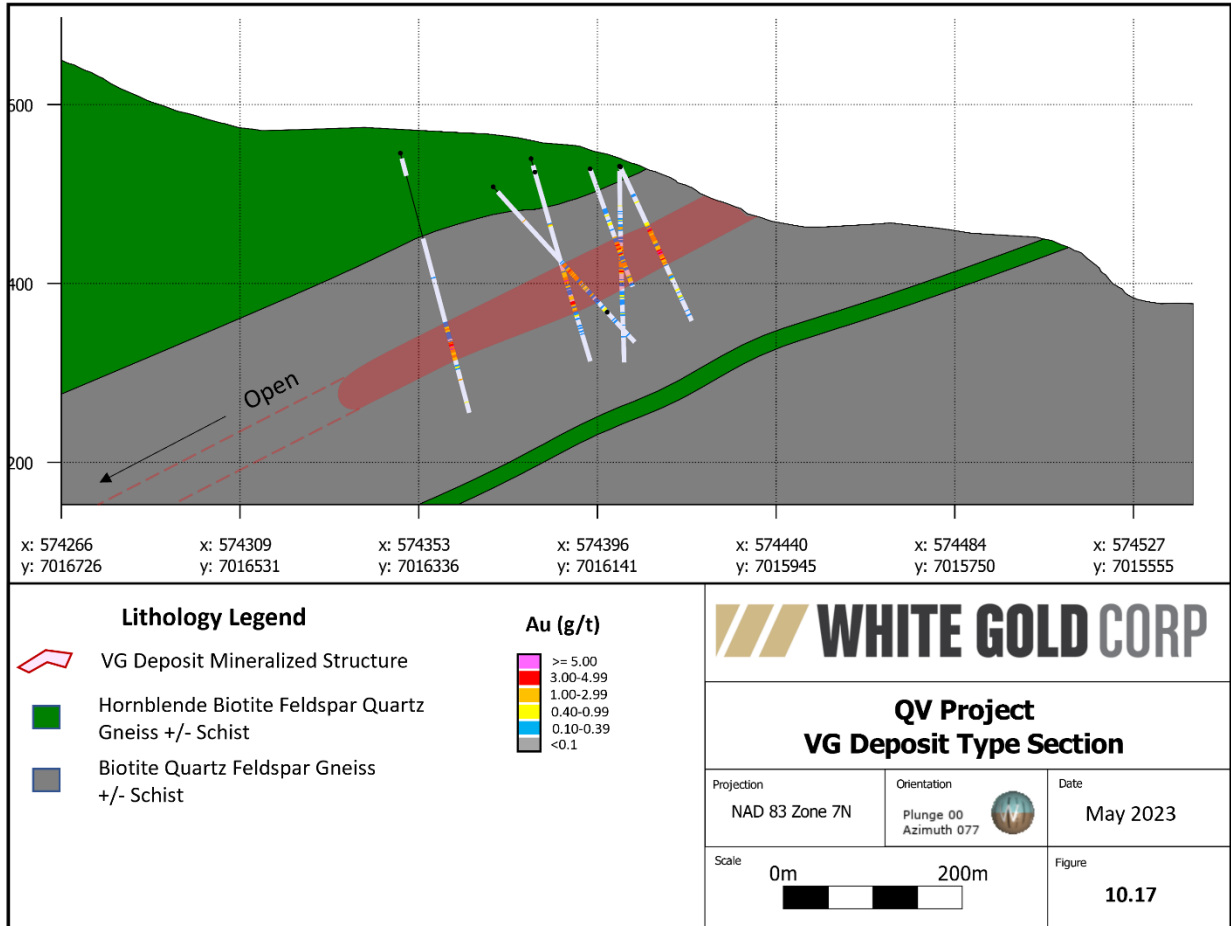 600
400
200
Open
x: 574266
y: 7016726
x: 574309
y: 7016531
x: 574353
y: 7016336
x: 574396
y: 7016141
x: 574440
y: 7015945
x: 574484
y: 7015750
x: 574527
y: 7015555
Lithology Legend
VG Deposit Mineralized Structure
Hornblende Biotite Feldspar Quartz
Gneiss +/- Schist
Biotite Quartz Feldspar Gneiss
+/- Schist
Au (g/t)
>= 5.00
3.00-4.99
1.00-2.99
0.40-0.99
0.10-0.39
<0.1
WHITE GOLD CORP
QV Project
VG Deposit Type Section
Projection
NAD 83 Zone 7N
Orientation
Plunge 00
Azimuth 077
Date
May 2023
Scale
0m 200m
Figure
10.17